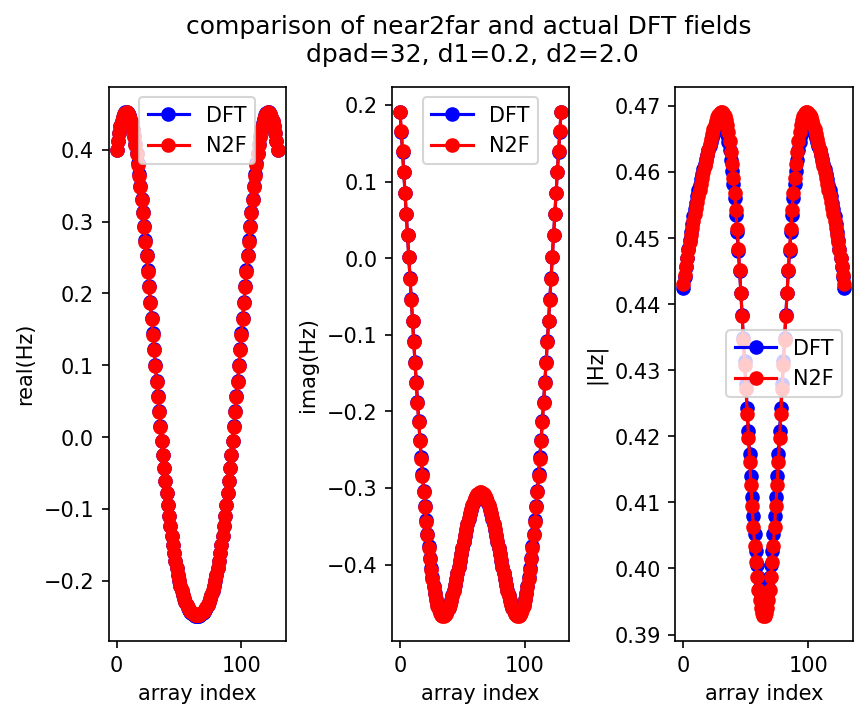 comparison of near2far and actual DFT fields
dpad=32, d1=0.2, d2=2.0
real(Hz)
0.4
0.3
0.2
0.1
0.0
−0.1
−0.2
DFT
N2F
0
100
array index
imag(Hz)
0.2
0.1
0.0
−0.1
−0.2
−0.3
−0.4
DFT
N2F
0
100
array index
|Hz|
0.47
0.46
0.45
0.44
0.43
0.42
0.41
0.40
0.39
DFT
N2F
0
100
array index